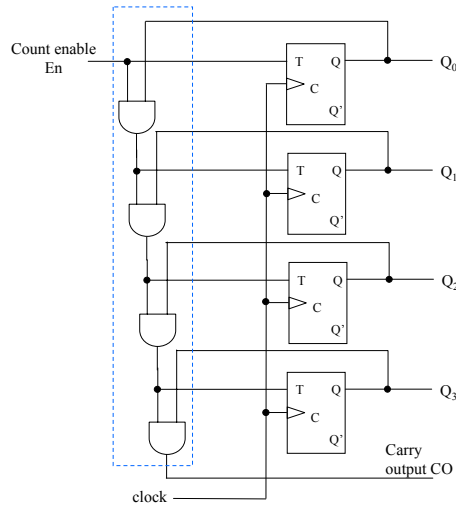 Count enable
En
T
Q
C
Q'
Q0
T
Q
C
Q'
Q1
T
Q
C
Q'
Q2
T
Q
C
Q'
Q3
Carry
output CO
clock